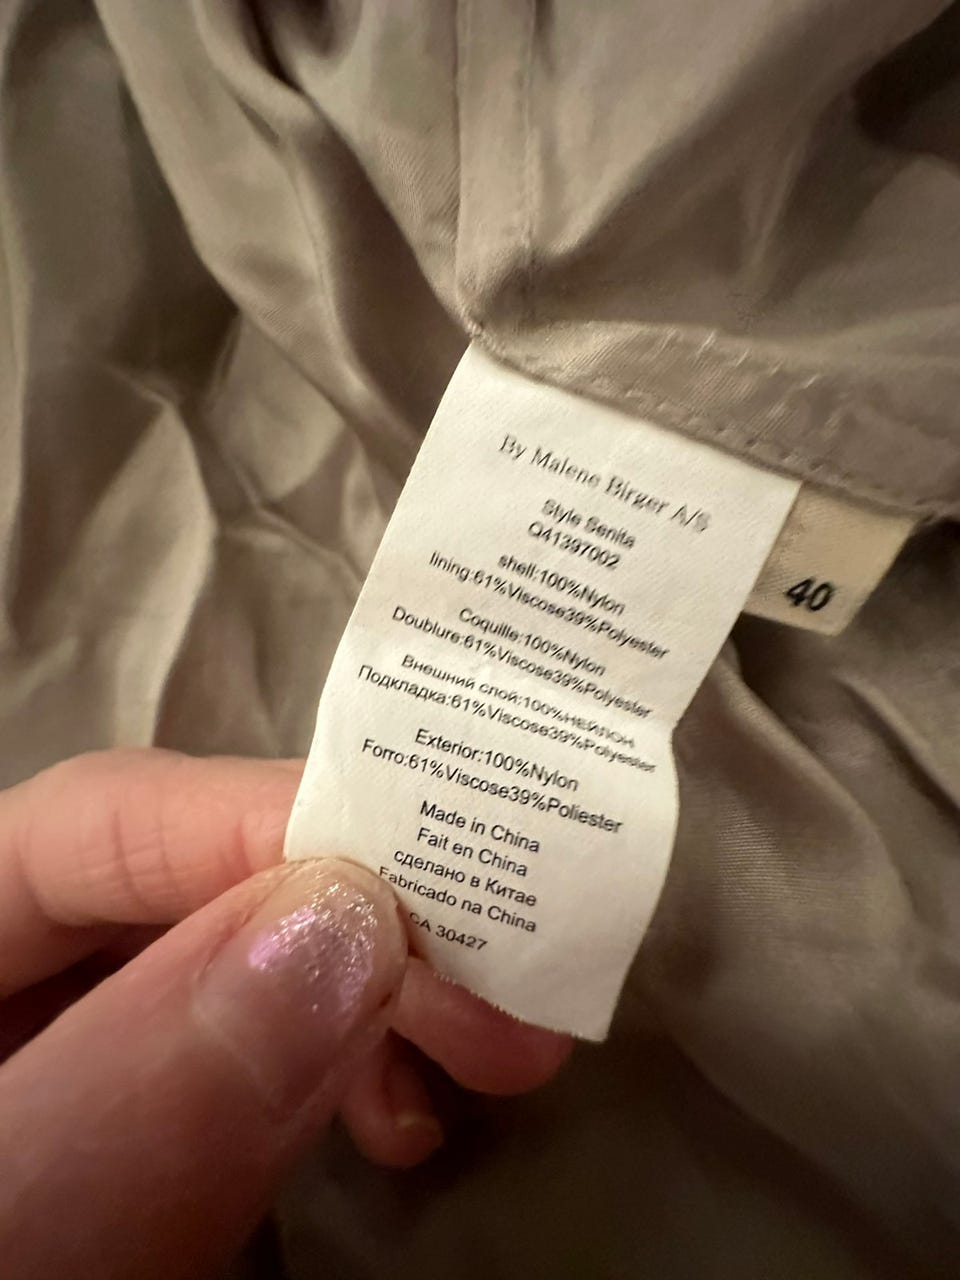 By Malene Birger A/S
Style Senita
Q41397002
shell:100%Nylon
lining:61%Viscose39%Polyester
Coquille:100%Nylon
Doublure:61%Viscose39%Polyester
Внешний слой:100%НЕЙЛОН
Подкладка:61%Viscose39%Polyester
Exterior:100%Nylon
Forro:61%Viscose39%Poliester
Made in China
Fait en China
сделано в Китае
Fabricado na China
CA 30427
40